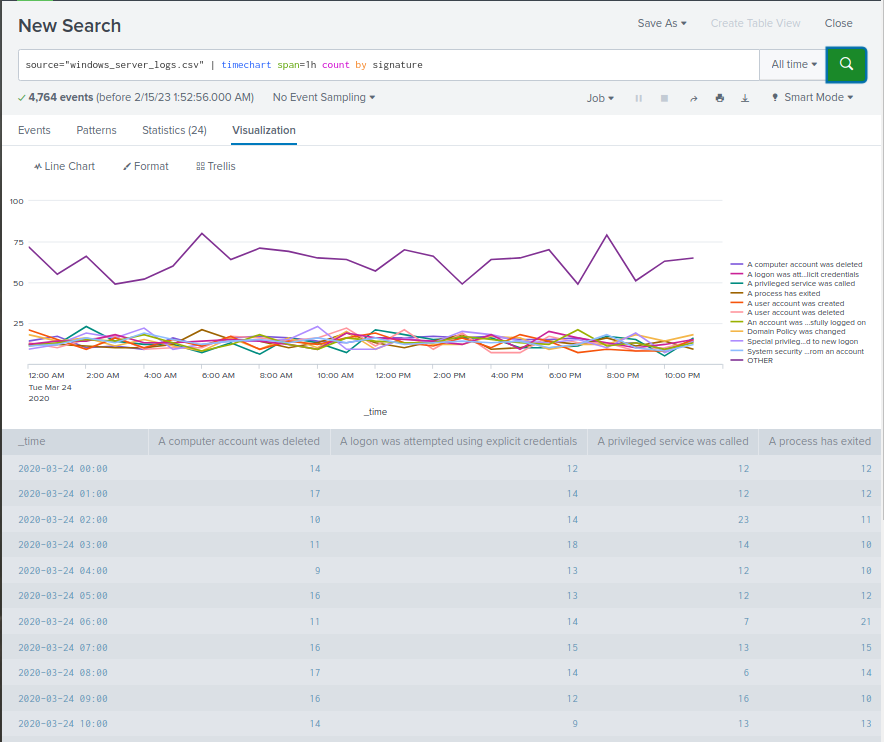 New Search
Save As ▾ Create Table View Close
source="windows_server_logs.csv" | timechart span=1h count by signature
All time ▾
✓ 4,764 events (before 2/15/23 1:52:56.000 AM) No Event Sampling ▾
Job ▾ Smart Mode ▾
Events Patterns Statistics (24) Visualization
Line Chart Format Trellis
100
75
50
25
12:00 AM 2:00 AM 4:00 AM 6:00 AM 8:00 AM 10:00 AM 12:00 PM 2:00 PM 4:00 PM 6:00 PM 8:00 PM 10:00 PM
Tue Mar 24
2020
_time
A computer account was deleted
A logon was att...licit credentials
A privileged service was called
A process has exited
A user account was created
A user account was deleted
An account was ...sfully logged on
Domain Policy was changed
Special privileg...d to new logon
System security ...rom an account
OTHER
_time A computer account was deleted A logon was attempted using explicit credentials A privileged service was called A process has exited
2020-03-24 00:00 14 12 12 12
2020-03-24 01:00 17 14 12 12
2020-03-24 02:00 10 14 23 11
2020-03-24 03:00 11 18 14 10
2020-03-24 04:00 9 13 12 10
2020-03-24 05:00 16 13 12 12
2020-03-24 06:00 11 14 7 21
2020-03-24 07:00 16 15 13 15
2020-03-24 08:00 17 14 6 14
2020-03-24 09:00 16 12 16 10
2020-03-24 10:00 14 9 13 13